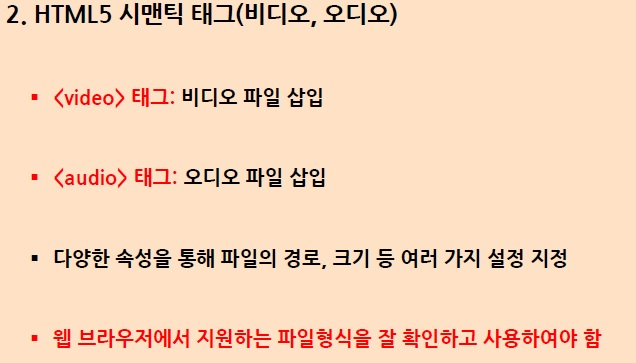 2. HTML5 시맨틱 태그(비디오, 오디오)
▪ <video> 태그: 비디오 파일 삽입
▪ <audio> 태그: 오디오 파일 삽입
▪ 다양한 속성을 통해 파일의 경로, 크기 등 여러 가지 설정 지정
▪ 웹 브라우저에서 지원하는 파일형식을 잘 확인하고 사용하여야 함